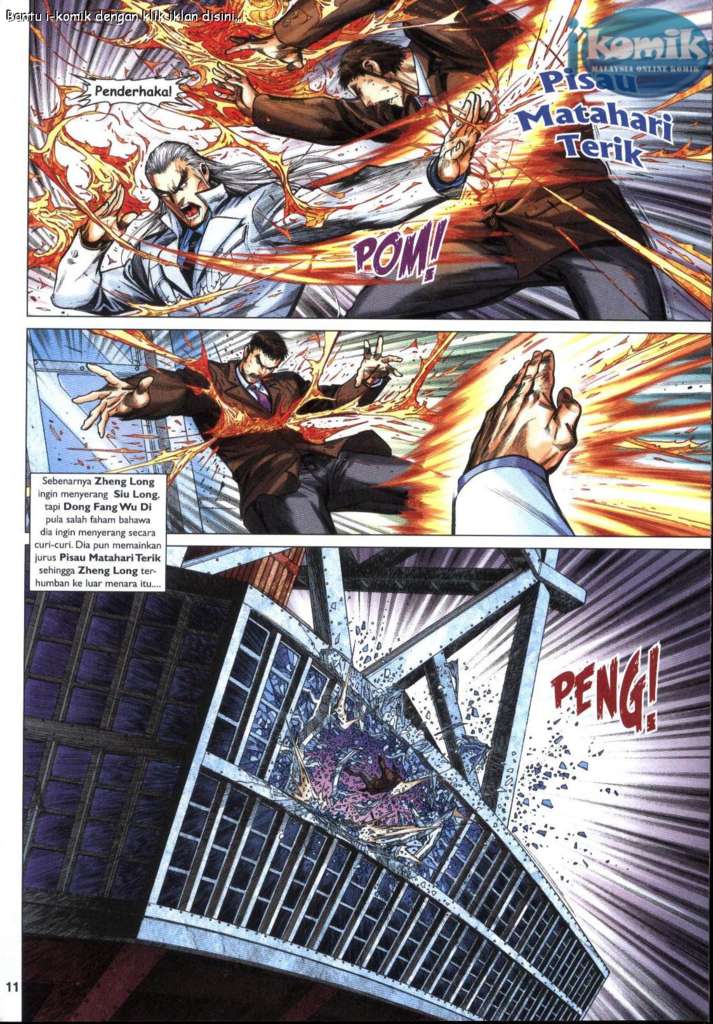 Bantu i-komik dengan klik iklan disini...
ikomik
MALAYSIA ONLINE KOMIK
Penderhaka!
Pisau
Matahari
Terik
POM!
Sebenarnya Zheng Long
ingin menyerang Siu Long,
tapi Dong Fang Wu Di
pula salah faham bahawa
dia ingin menyerang secara
curi-curi. Dia pun memainkan
jurus Pisau Matahari Terik
sehingga Zheng Long ter-
humban ke luar menara itu....
PENG!
11